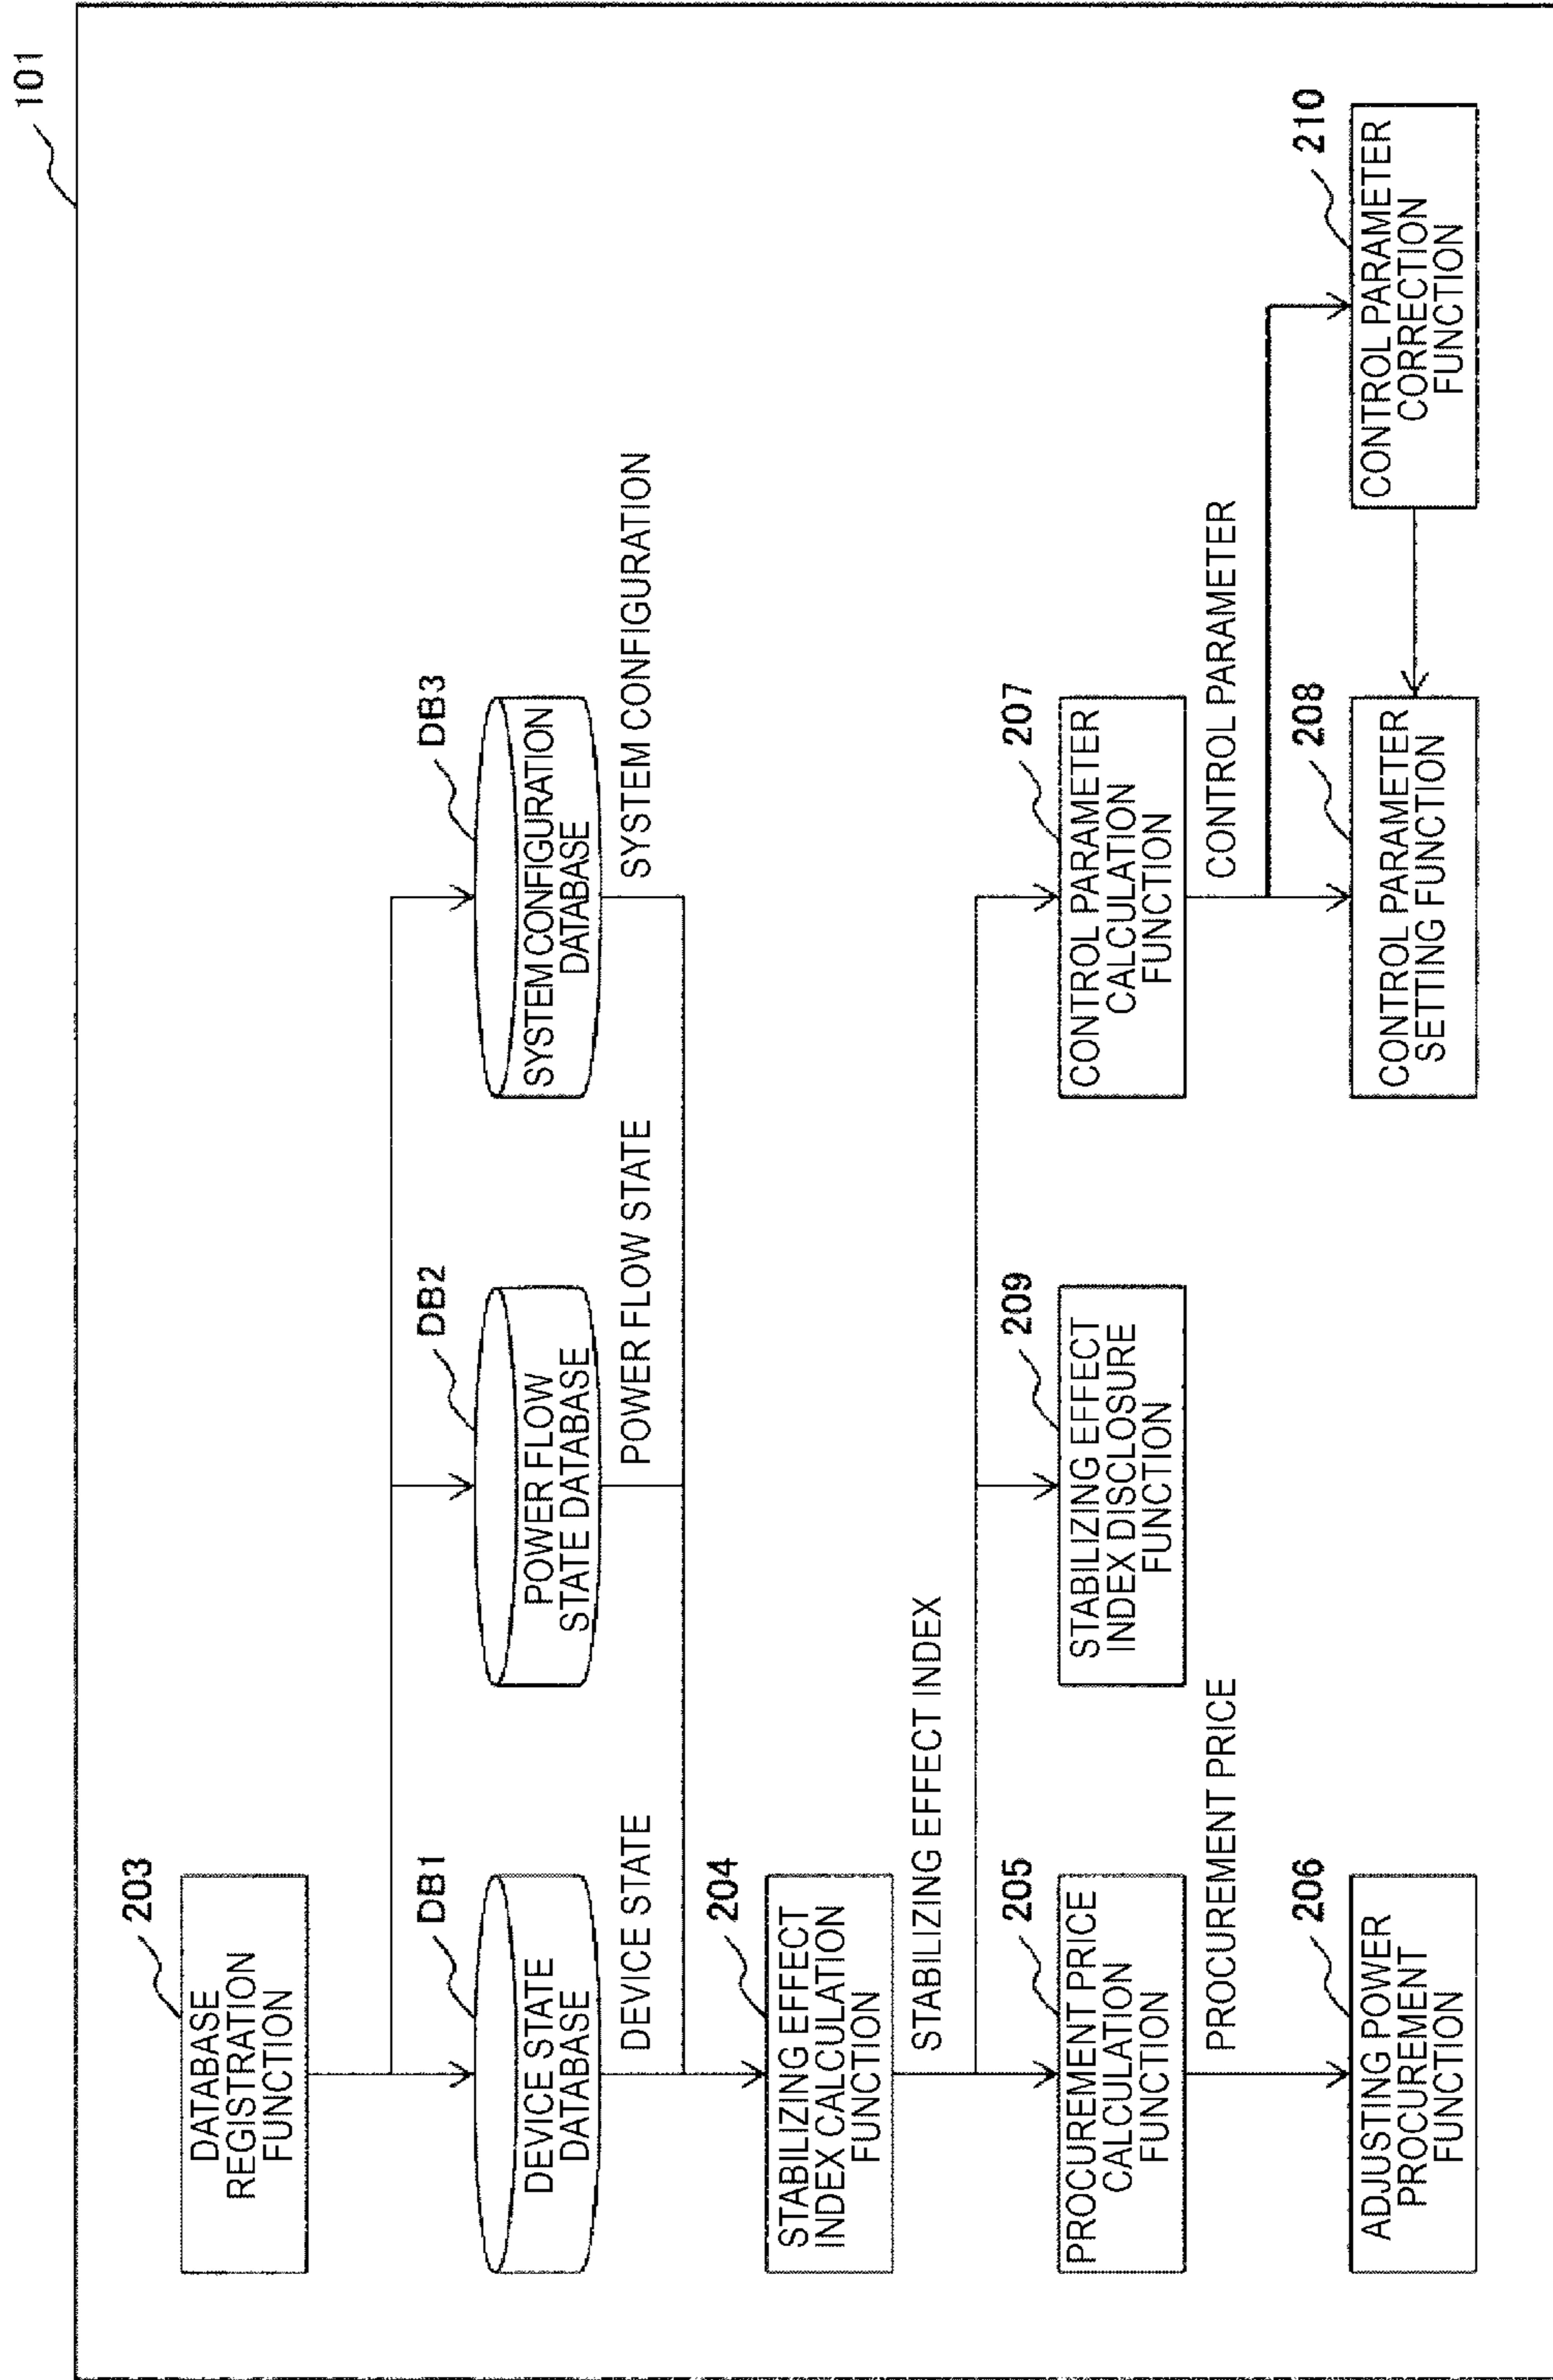 101
203
DATABASE
REGISTRATION
FUNCTION
DB1
DEVICE STATE
DATABASE
DB2
POWER FLOW
STATE DATABASE
DB3
SYSTEM CONFIGURATION
DATABASE
DEVICE STATE
POWER FLOW STATE
SYSTEM CONFIGURATION
204
STABILIZING EFFECT
INDEX CALCULATION
FUNCTION
STABILIZING EFFECT INDEX
205
PROCUREMENT PRICE
CALCULATION
FUNCTION
209
STABILIZING EFFECT
INDEX DISCLOSURE
FUNCTION
207
CONTROL PARAMETER
CALCULATION
FUNCTION
PROCUREMENT PRICE
CONTROL PARAMETER
206
ADJUSTING POWER
PROCUREMENT
FUNCTION
208
CONTROL PARAMETER
SETTING FUNCTION
210
CONTROL PARAMETER
CORRECTION
FUNCTION